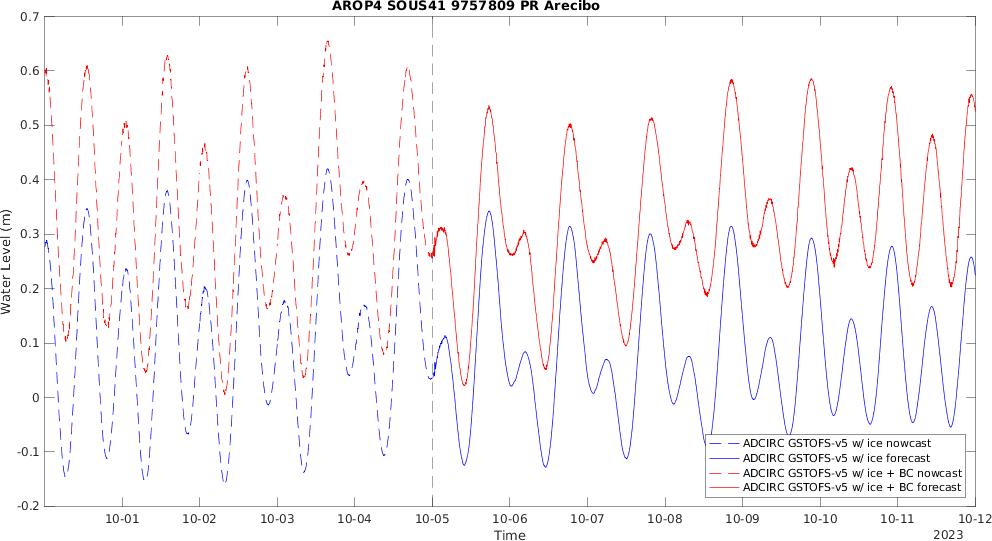 AROP4 SOUS41 9757809 PR Arecibo
0.7
0.6
0.5
0.4
0.3
0.2
0.1
0
-0.1
-0.2
Water Level (m)
10-01 10-02 10-03 10-04 10-05 10-06 10-07 10-08 10-09 10-10 10-11 10-12
Time
2023
ADCIRC GSTOFS-v5 w/ ice nowcast
ADCIRC GSTOFS-v5 w/ ice forecast
ADCIRC GSTOFS-v5 w/ ice + BC nowcast
ADCIRC GSTOFS-v5 w/ ice + BC forecast